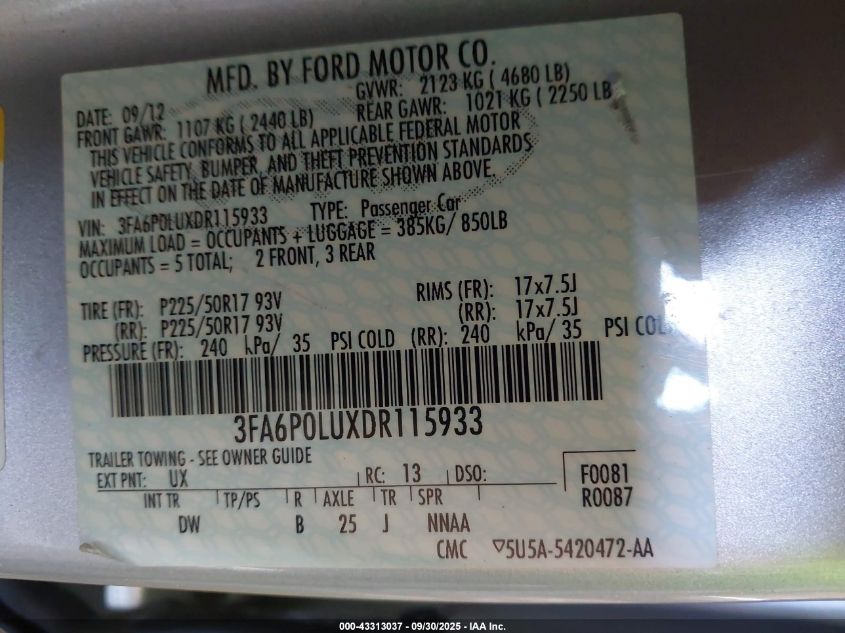 MFD. BY FORD MOTOR CO.
DATE: 09/12 GVWR: 2123 KG ( 4680 LB)
FRONT GAWR: 1107 KG ( 2440 LB) REAR GAWR: 1021 KG ( 2250 LB
THIS VEHICLE CONFORMS TO ALL APPLICABLE FEDERAL MOTOR
VEHICLE SAFETY, BUMPER, AND THEFT PREVENTION STANDARDS
IN EFFECT ON THE DATE OF MANUFACTURE SHOWN ABOVE.
VIN: 3FA6P0LUXDR115933 TYPE: Passenger Car
MAXIMUM LOAD = OCCUPANTS + LUGGAGE = 385KG/ 850LB
OCCUPANTS = 5 TOTAL; 2 FRONT, 3 REAR
TIRE (FR): P225/50R17 93V RIMS (FR): 17x7.5J
(RR): P225/50R17 93V (RR): 17x7.5J
PRESSURE (FR): 240 kPa/ 35 PSI COLD (RR): 240 kPa/ 35 PSI COL
3FA6P0LUXDR115933
TRAILER TOWING - SEE OWNER GUIDE
EXT PNT: UX RC: 13 DSO: F0081
INT TR TP/PS R AXLE TR SPR R0087
DW B 25 J NNAA
CMC ▽5U5A-5420472-AA
000-43313037 - 09/30/2025 - IAA Inc.